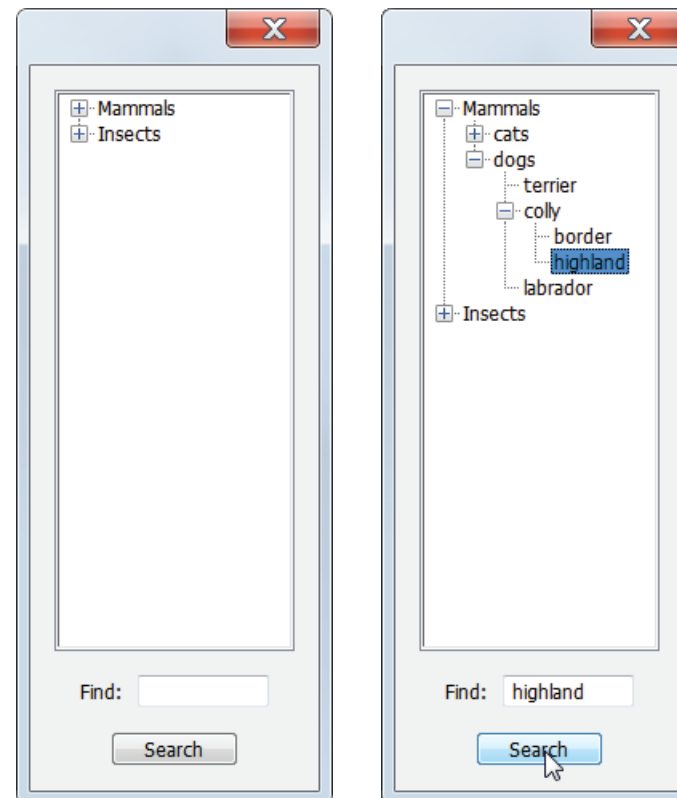 Mammals
Insects
Find:
Search
Mammals
cats
dogs
terrier
colly
border
highland
labrador
Insects
Find: highland
Search